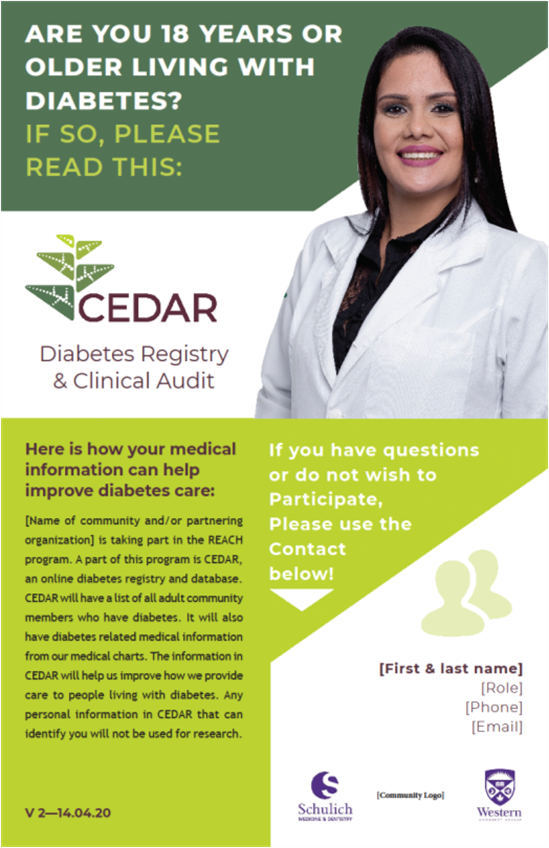 ARE YOU 18 YEARS OR
OLDER LIVING WITH
DIABETES?
IF SO, PLEASE
READ THIS:
CEDAR
Diabetes Registry
& Clinical Audit
Here is how your medical
information can help
improve diabetes care:
[Name of community and/or partnering
organization] is taking part in the REACH
program. A part of this program is CEDAR,
an online diabetes registry and database.
CEDAR will have a list of all adult community
members who have diabetes. It will also
have diabetes related medical information
from our medical charts. The information in
CEDAR will help us improve how we provide
care to people living with diabetes. Any
personal information in CEDAR that can
identify you will not be used for research.
V 2—14.04.20
If you have questions
or do not wish to
Participate,
Please use the
Contact
below!
[First & last name]
[Role]
[Phone]
[Email]
Schulich
MEDICINE & DENTISTRY
[Community Logo]
Western